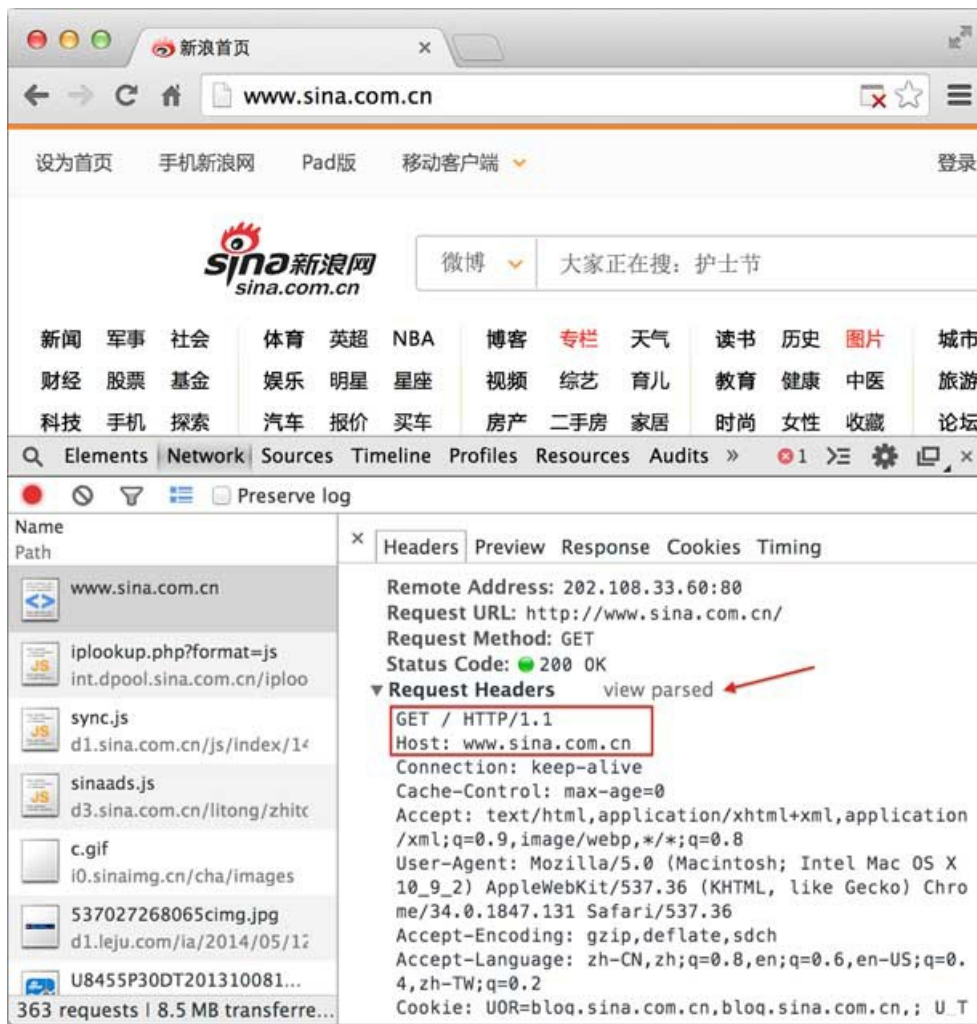 新浪首页
www.sina.com.cn
设为首页 手机新浪网 Pad版 移动客户端 登录
sina新浪网
sina.com.cn
微博 大家正在搜：护士节
新闻 军事 社会 体育 英超 NBA 博客 专栏 天气 读书 历史 图片 城市
财经 股票 基金 娱乐 明星 星座 视频 综艺 育儿 教育 健康 中医 旅游
科技 手机 探索 汽车 报价 买车 房产 二手房 家居 时尚 女性 收藏 论坛
Elements Network Sources Timeline Profiles Resources Audits » 1
Preserve log
Name
Path
www.sina.com.cn
iplookup.php?format=js
int.dpool.sina.com.cn/iploo
sync.js
d1.sina.com.cn/js/index/14
sinaads.js
d3.sina.com.cn/litong/zhitc
c.gif
i0.sinaimg.cn/cha/images
537027268065cimg.jpg
d1.leju.com/ia/2014/05/12
U8455P30DT201310081...
363 requests | 8.5 MB transferre...
Headers Preview Response Cookies Timing
Remote Address: 202.108.33.60:80
Request URL: http://www.sina.com.cn/
Request Method: GET
Status Code: 200 OK
Request Headers view parsed
GET / HTTP/1.1
Host: www.sina.com.cn
Connection: keep-alive
Cache-Control: max-age=0
Accept: text/html,application/xhtml+xml,application
/xml;q=0.9,image/webp,*/*;q=0.8
User-Agent: Mozilla/5.0 (Macintosh; Intel Mac OS X
10_9_2) AppleWebKit/537.36 (KHTML, like Gecko) Chro
me/34.0.1847.131 Safari/537.36
Accept-Encoding: gzip,deflate,sdch
Accept-Language: zh-CN,zh;q=0.8,en;q=0.6,en-US;q=0.
4,zh-TW;q=0.2
Cookie: UOR=blog.sina.com.cn,blog.sina.com.cn,; U_T